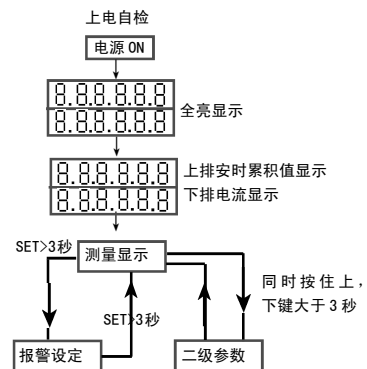 上电自检
电源 ON
8.8.8.8.8.8
8.8.8.8.8.8
全亮显示
8.8.8.8.8.8
8.8.8.8.8.8
上排安时累积值显示
下排电流显示
SET>3秒
测量显示
同时按住上，
下键大于 3 秒
SET>3秒
报警设定
二级参数